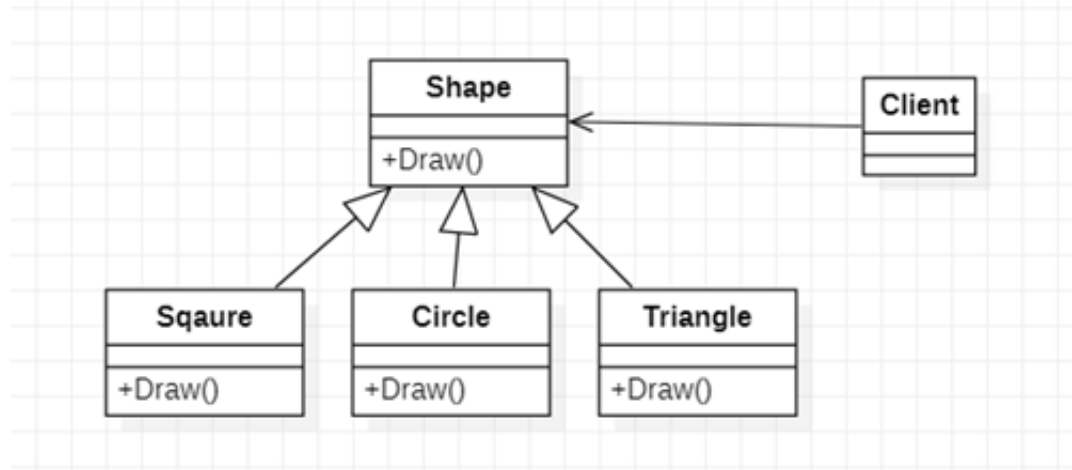 Shape
+Draw()
Client
Sqaure
+Draw()
Circle
+Draw()
Triangle
+Draw()